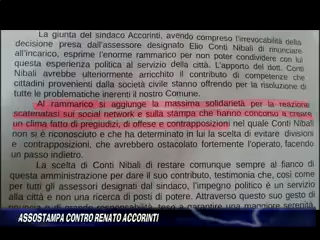 La giunta del sindaco Accorinti, avendo compreso l'irrevocabilità della
decisione presa dall'assessore designato Elio Conti Nibali di rinunciare
all'incarico, esprime l'enorme rammarico per non poter condividere con lui
questa esperienza politica al servizio della città. L'apporto del dott. Conti
Nibali avrebbe ulteriormente arricchito il contributo di competenze che
cittadini provenienti dalla società civile stanno offrendo per la risoluzione di
tutte le problematiche inerenti il nostro Comune.
Al rammarico si aggiunge la massima solidarietà per la reazione
scatenatasi sui social network e sulla stampa che hanno concorso a creare
un clima fatto di pregiudizi, di offese e contrapposizioni nel quale Conti Nibali
non si è riconosciuto e che ha determinato in lui la scelta di evitare divisioni
e contrapposizioni, che avrebbero ostacolato fortemente l'operato, facendo
un passo indietro.
La scelta di Conti Nibali di restare comunque sempre al fianco di
questa amministrazione per dare il suo contributo, testimonia che, così come
per tutti gli assessori designati dal sindaco, l'impegno politico è un servizio
alla città e non una ricerca di posti di potere. Attraverso questo suo gesto di
ASSOSTAMPA CONTRO RENATO ACCORINTI